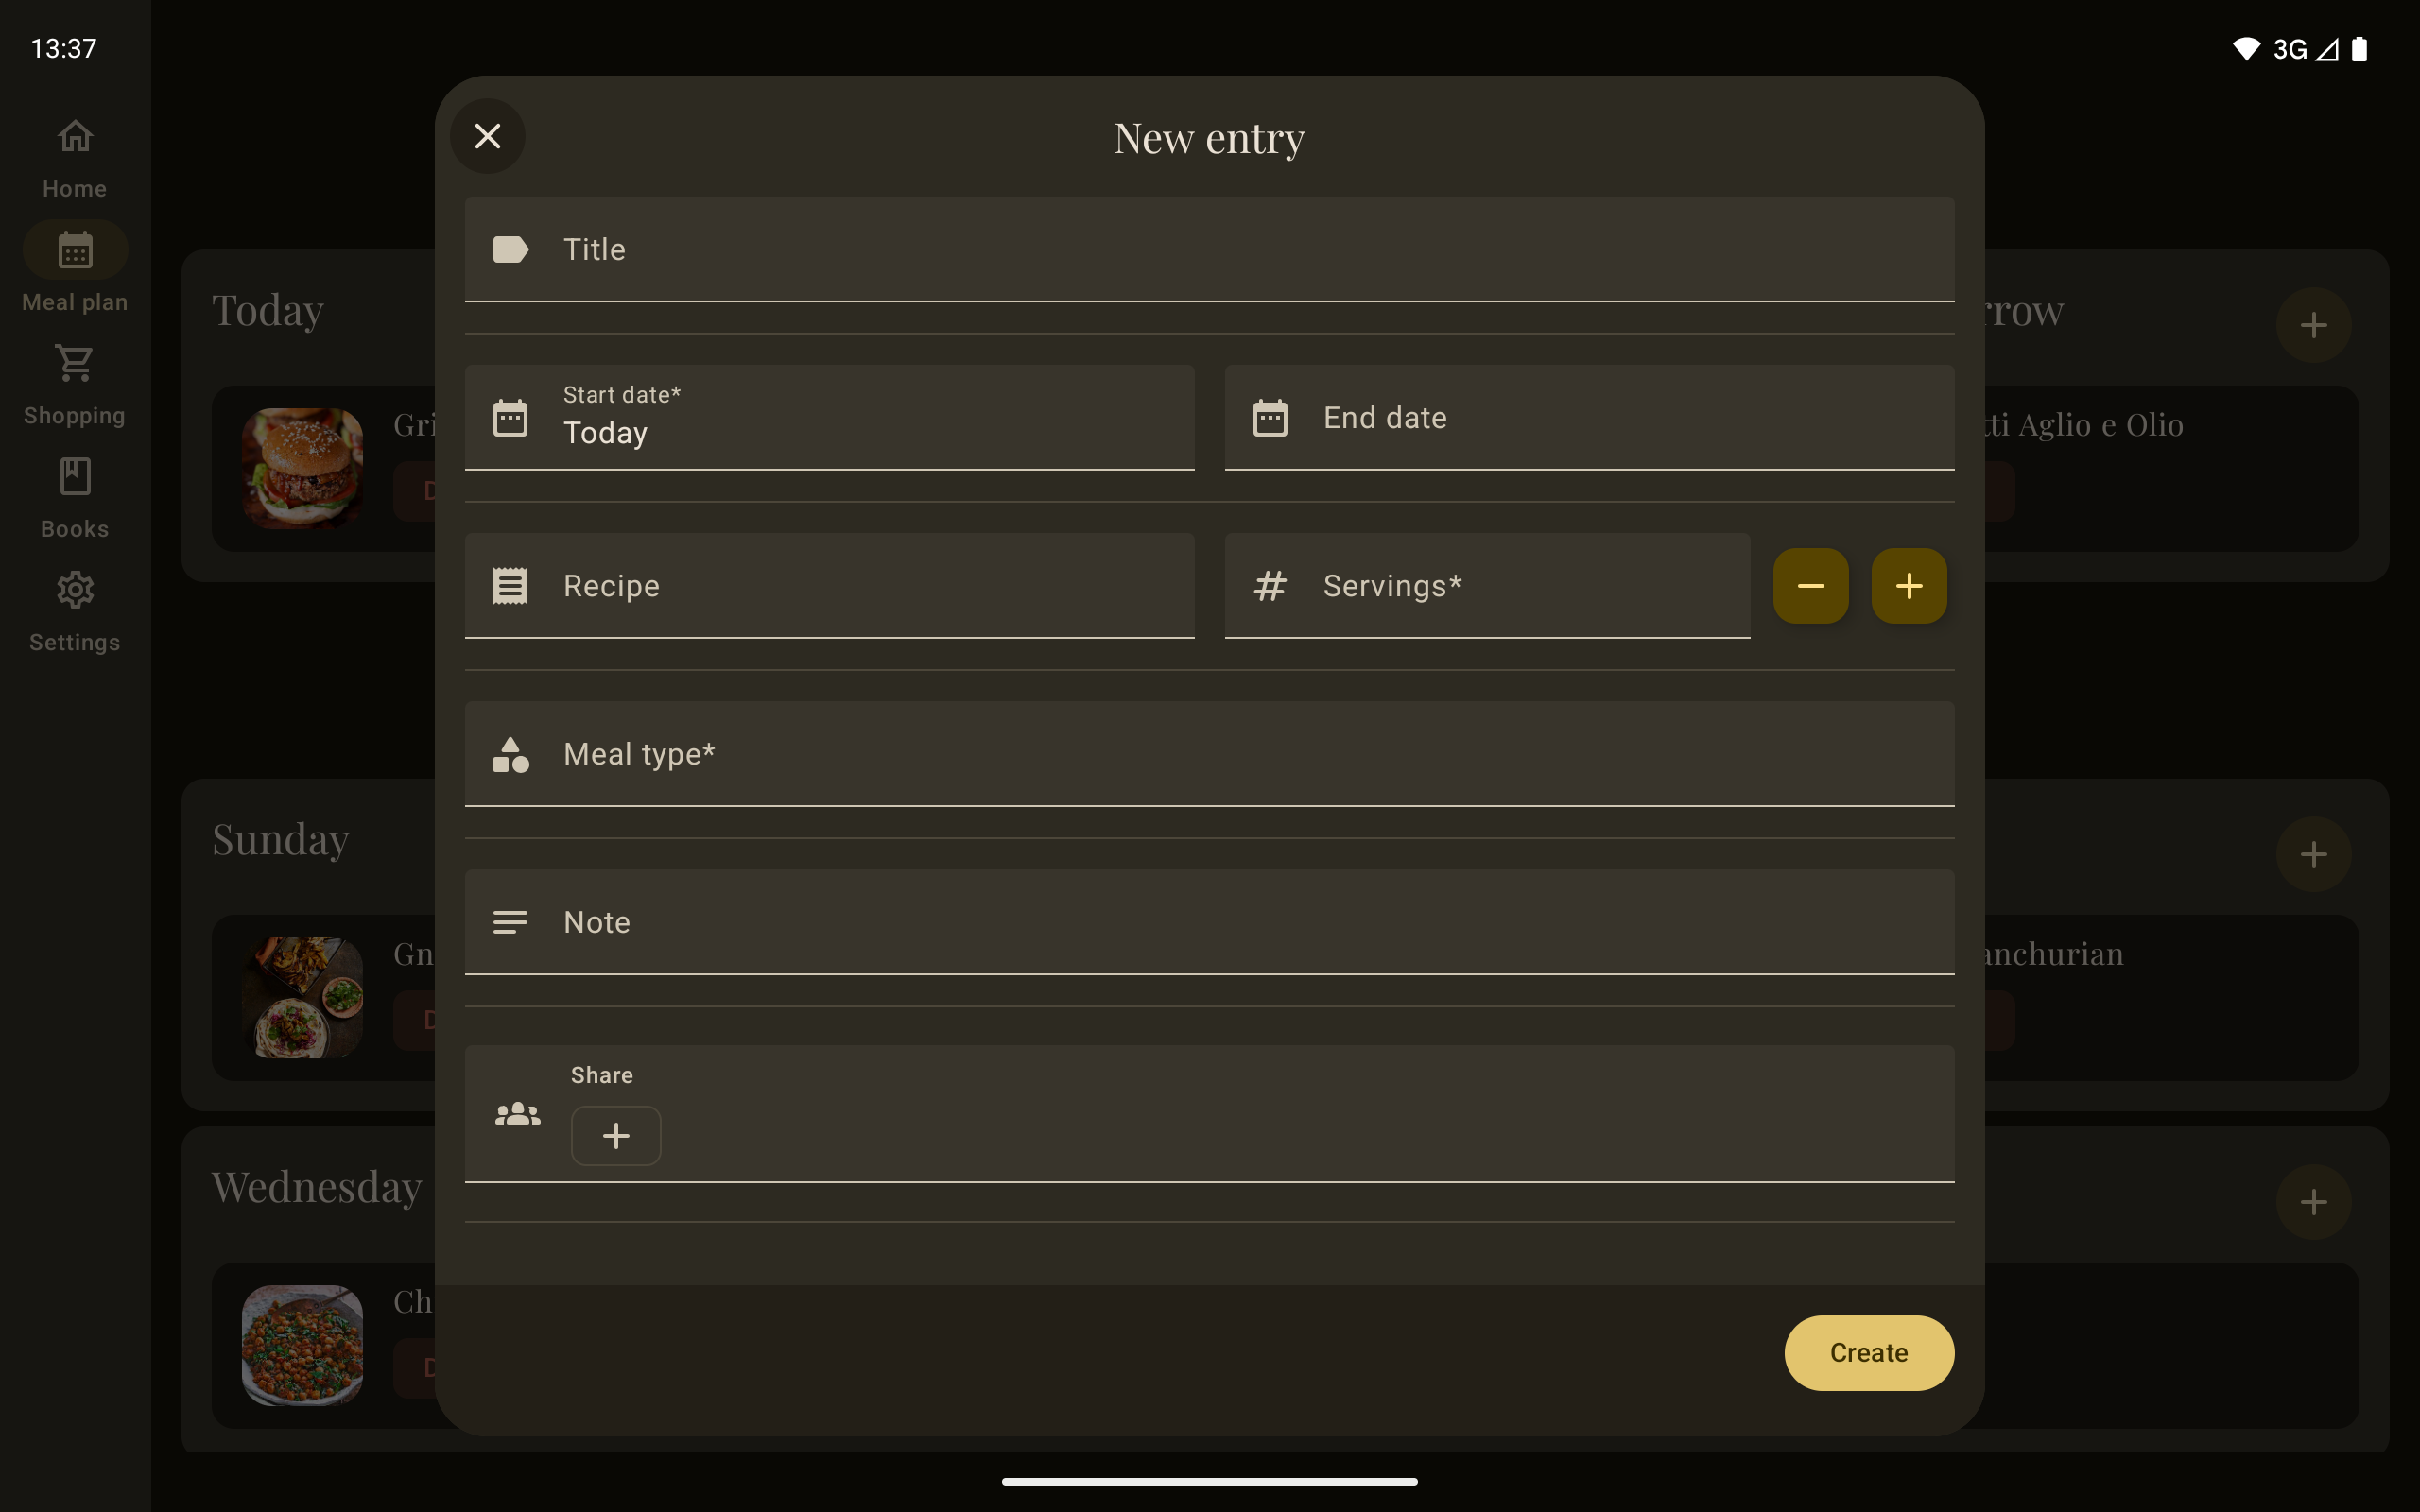 13:37
3G
Home
Meal plan
Shopping
Books
Settings
New entry
Title
Start date*
Today
End date
Recipe
Servings*
Meal type*
Note
Share
Create
Today
Gri
D
rrow
tti Aglio e Olio
Sunday
Gn
D
anchurian
Wednesday
Ch
D